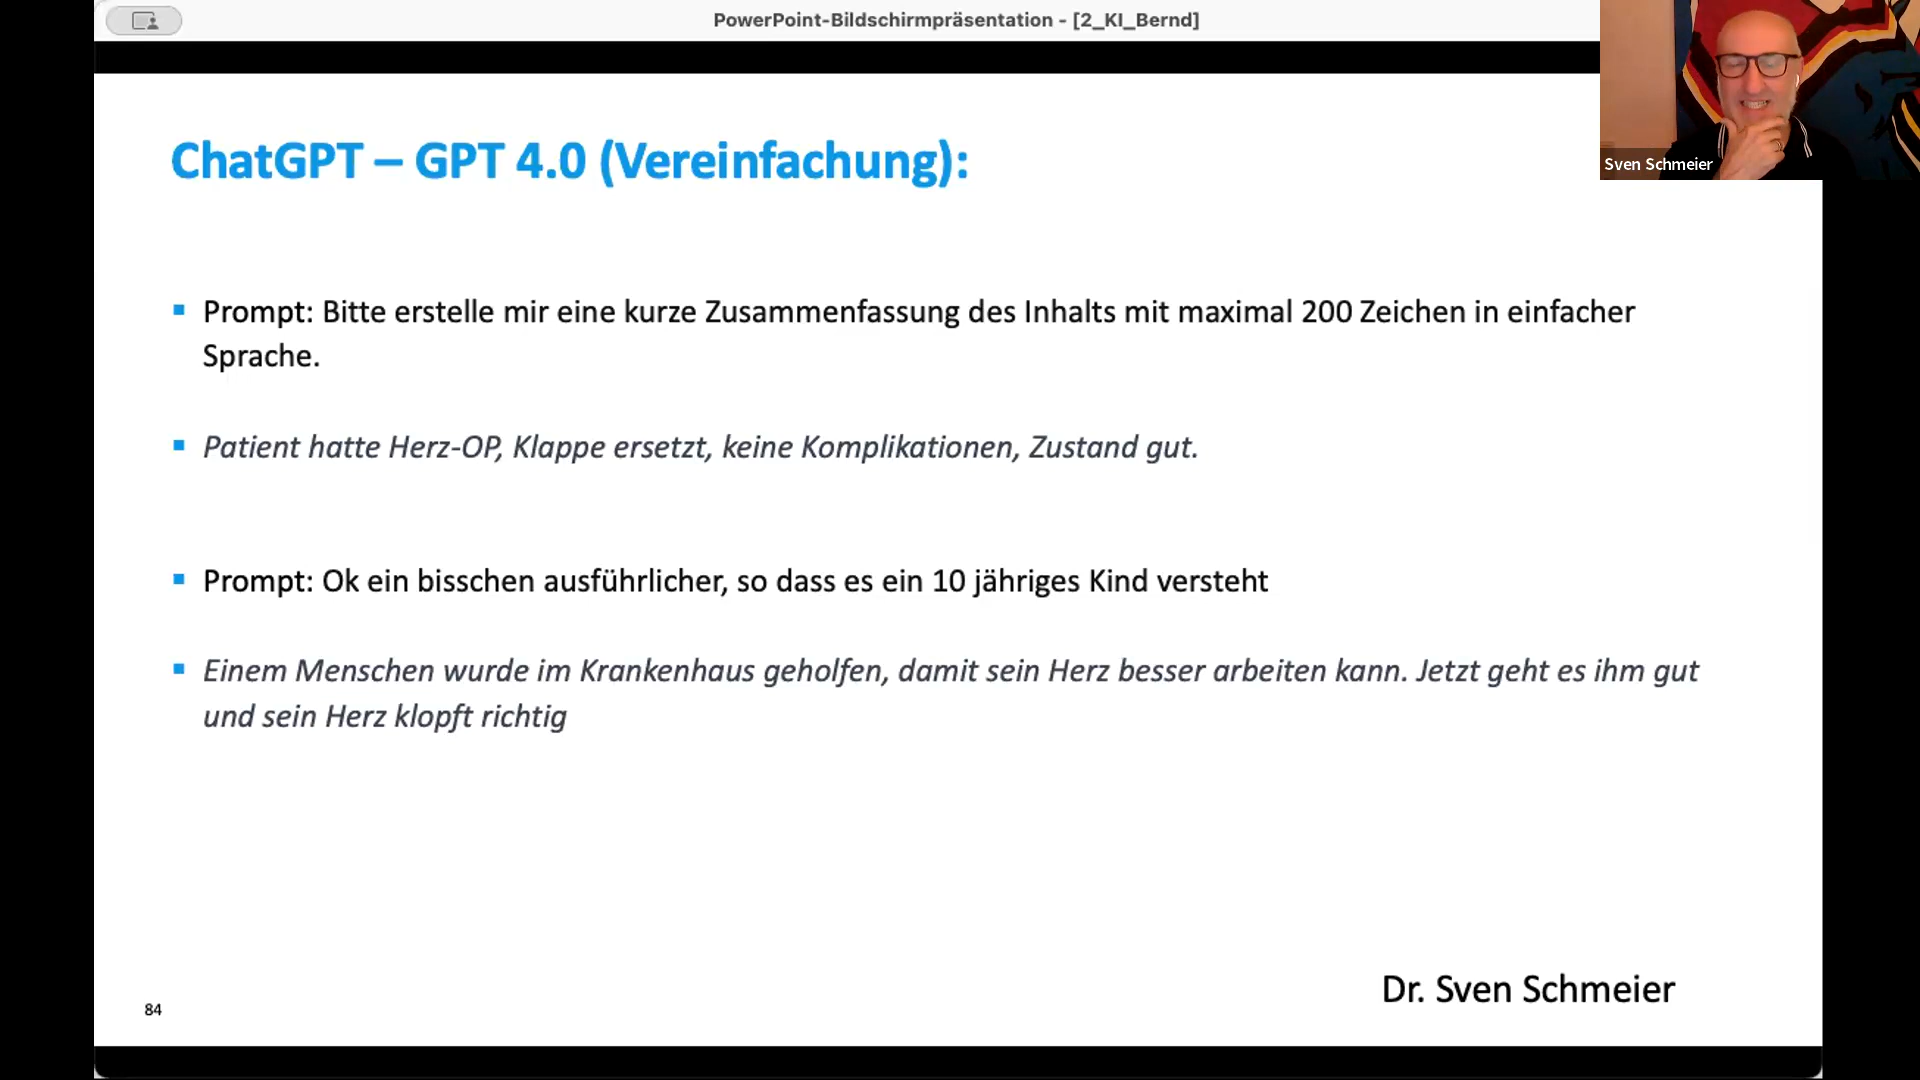 PowerPoint-Bildschirmpräsentation - [2_KI_Bernd]
Sven Schmeier
ChatGPT – GPT 4.0 (Vereinfachung):
Prompt: Bitte erstelle mir eine kurze Zusammenfassung des Inhalts mit maximal 200 Zeichen in einfacher
Sprache.
Patient hatte Herz-OP, Klappe ersetzt, keine Komplikationen, Zustand gut.
Prompt: Ok ein bisschen ausführlicher, so dass es ein 10 jähriges Kind versteht
Einem Menschen wurde im Krankenhaus geholfen, damit sein Herz besser arbeiten kann. Jetzt geht es ihm gut
und sein Herz klopft richtig
Dr. Sven Schmeier
84